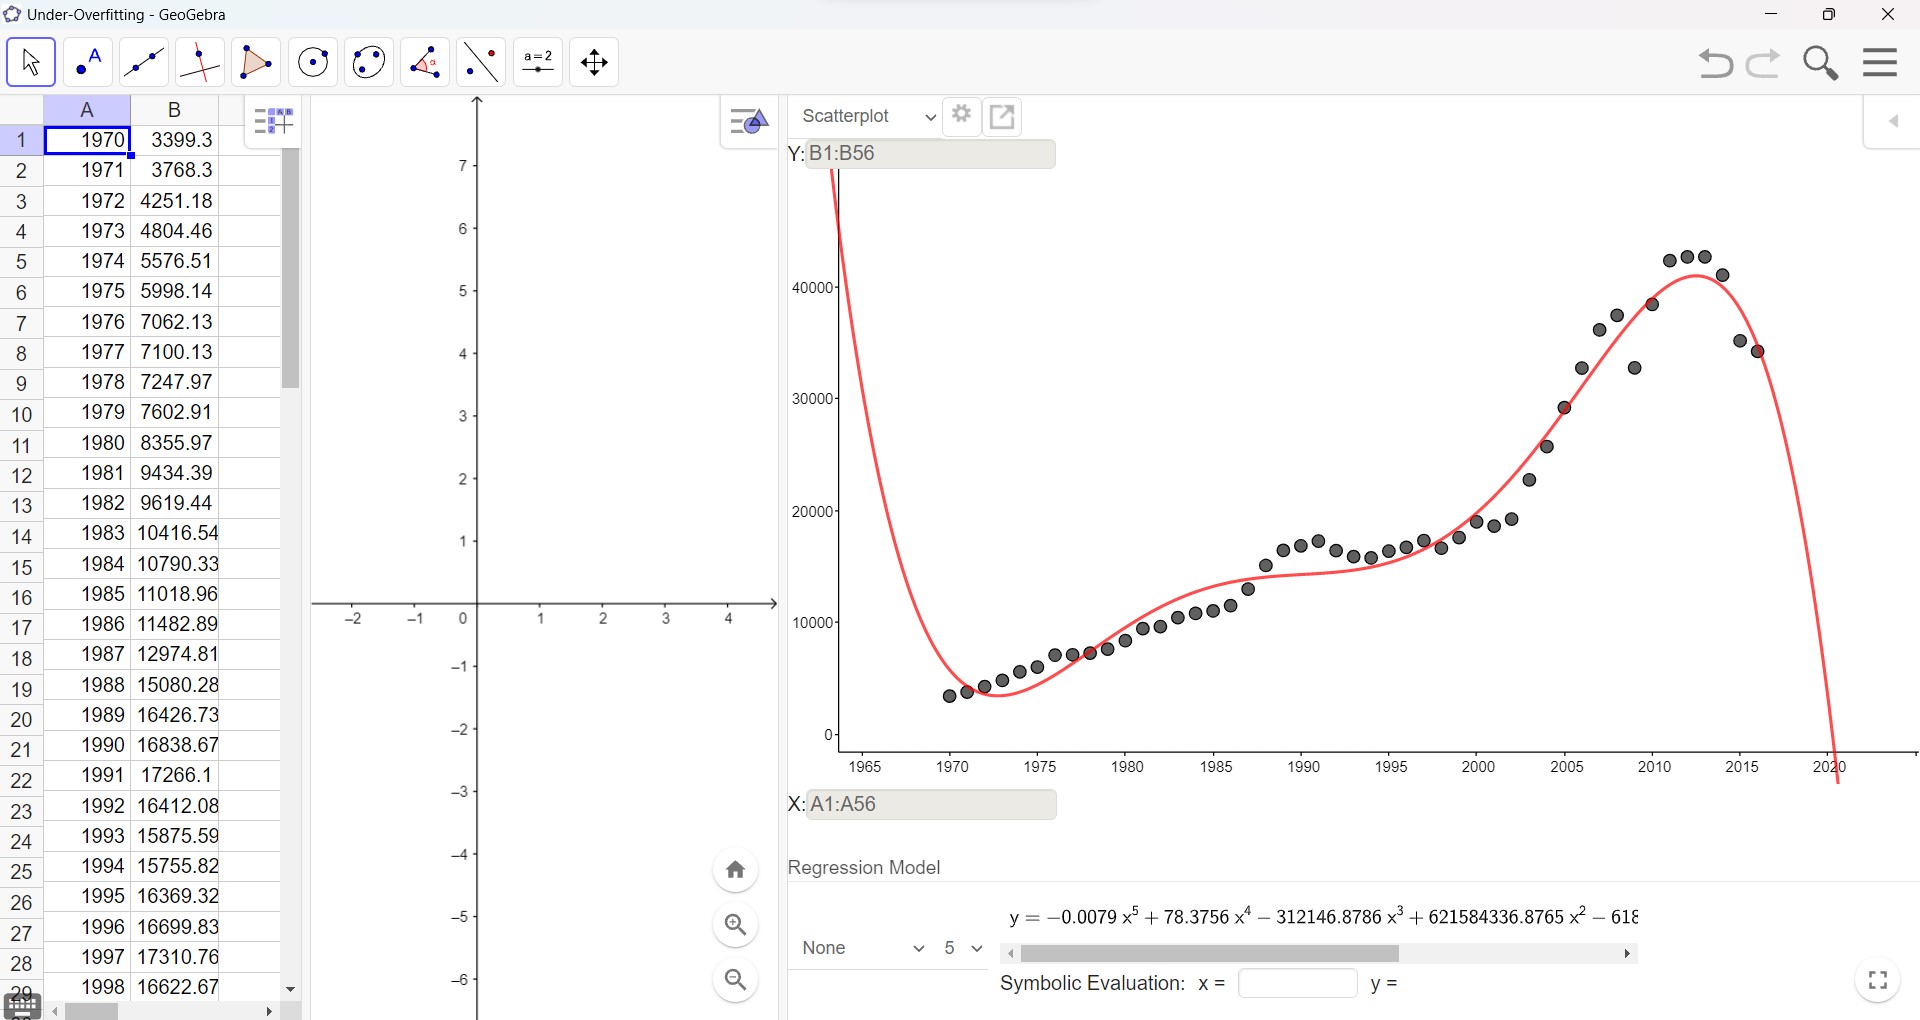 Under-Overfitting - GeoGebra
A
α
a=2
A B
1 1970 3399.3
2 1971 3768.3
3 1972 4251.18
4 1973 4804.46
5 1974 5576.51
6 1975 5998.14
7 1976 7062.13
8 1977 7100.13
9 1978 7247.97
10 1979 7602.91
11 1980 8355.97
12 1981 9434.39
13 1982 9619.44
14 1983 10416.54
15 1984 10790.33
16 1985 11018.96
17 1986 11482.89
18 1987 12974.81
19 1988 15080.28
20 1989 16426.73
21 1990 16838.67
22 1991 17266.1
23 1992 16412.08
24 1993 15875.59
25 1994 15755.82
26 1995 16369.32
27 1996 16699.83
28 1997 17310.76
29 1998 16622.67
7
6
5
4
3
2
1
−2 −1 0 1 2 3 4
−1
−2
−3
−4
−5
−6
Scatterplot
Y: B1:B56
40000
30000
20000
10000
0
1965 1970 1975 1980 1985 1990 1995 2000 2005 2010 2015 2020
X: A1:A56
Regression Model
y = −0.0079 x⁵ + 78.3756 x⁴ − 312146.8786 x³ + 621584336.8765 x² − 618
None 5
Symbolic Evaluation: x = y =